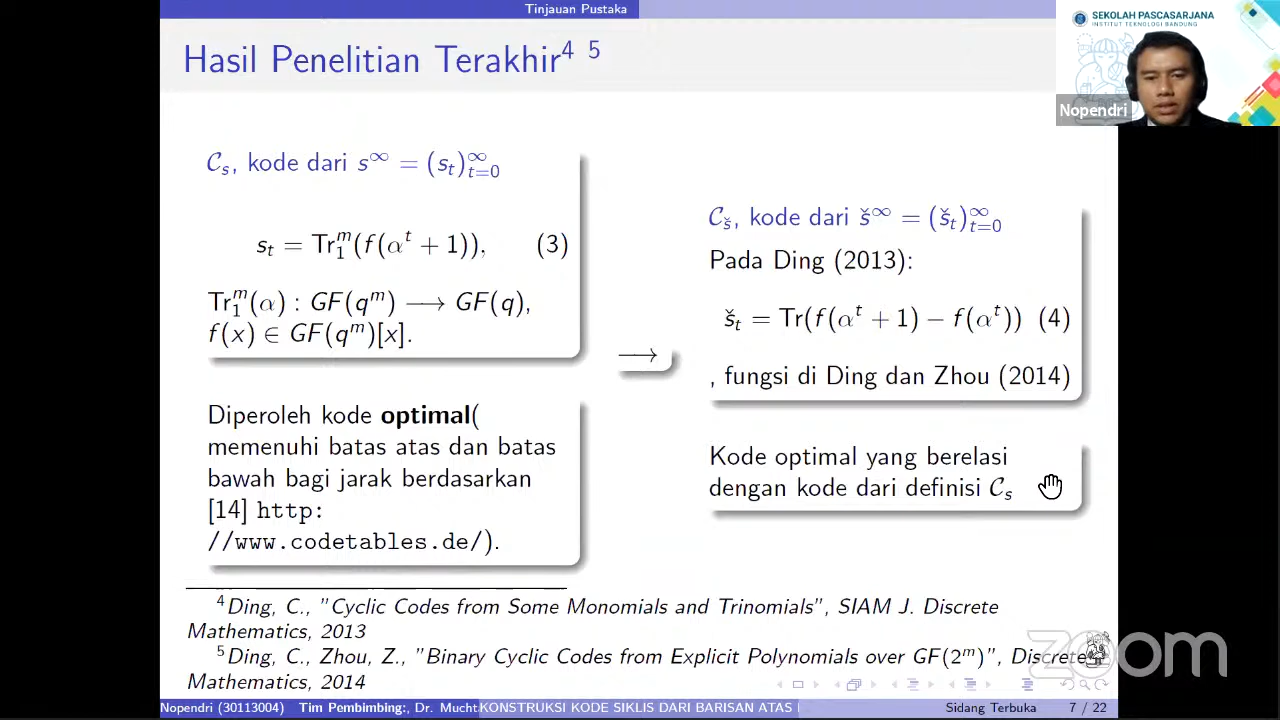 Tinjauan Pustaka
SEKOLAH PASCASARJANA
INSTITUT TEKNOLOGI BANDUNG
Hasil Penelitian Terakhir⁴ ⁵
Nopendri
𝒞ₛ, kode dari s^∞ = (s_t)_{t=0}^∞
s_t = Tr₁^m(f(α^t + 1)), (3)
Tr₁^m(α) : GF(q^m) ⟶ GF(q),
f(x) ∈ GF(q^m)[x].
Diperoleh kode optimal(
memenuhi batas atas dan batas
bawah bagi jarak berdasarkan
[14] http:
//www.codetables.de/).
⟶
𝒞_š, kode dari š^∞ = (š_t)_{t=0}^∞
Pada Ding (2013):
š_t = Tr(f(α^t + 1) − f(α^t)) (4)
, fungsi di Ding dan Zhou (2014)
Kode optimal yang berelasi
dengan kode dari definisi 𝒞ₛ
⁴Ding, C., "Cyclic Codes from Some Monomials and Trinomials", SIAM J. Discrete
Mathematics, 2013
⁵Ding, C., Zhou, Z., "Binary Cyclic Codes from Explicit Polynomials over GF(2^m)", Discrete
Mathematics, 2014
zoom
Nopendri (30113004) Tim Pembimbing:, Dr. Mucht KONSTRUKSI KODE SIKLIS DARI BARISAN ATAS Sidang Terbuka 7 / 22